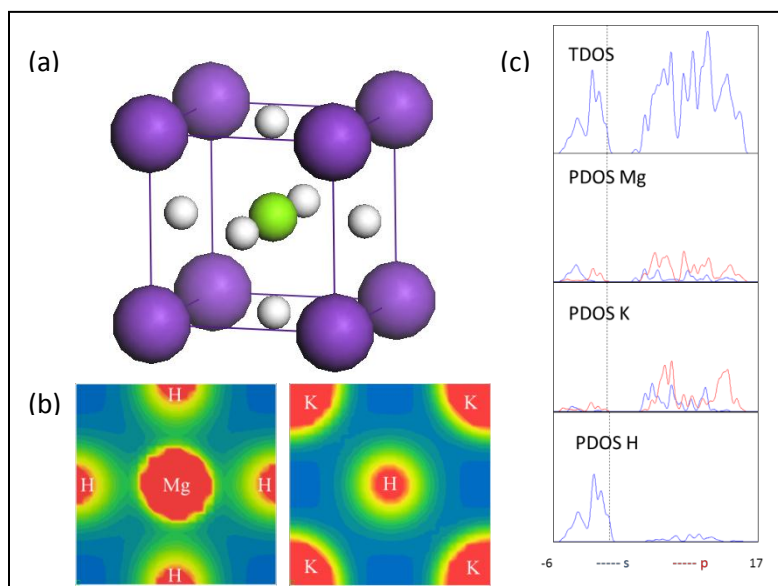 (a)
(b)
H
H
Mg
H
H
K
K
H
K
K
(c)
TDOS
PDOS Mg
PDOS K
PDOS H
-6
----- s
----- p
17